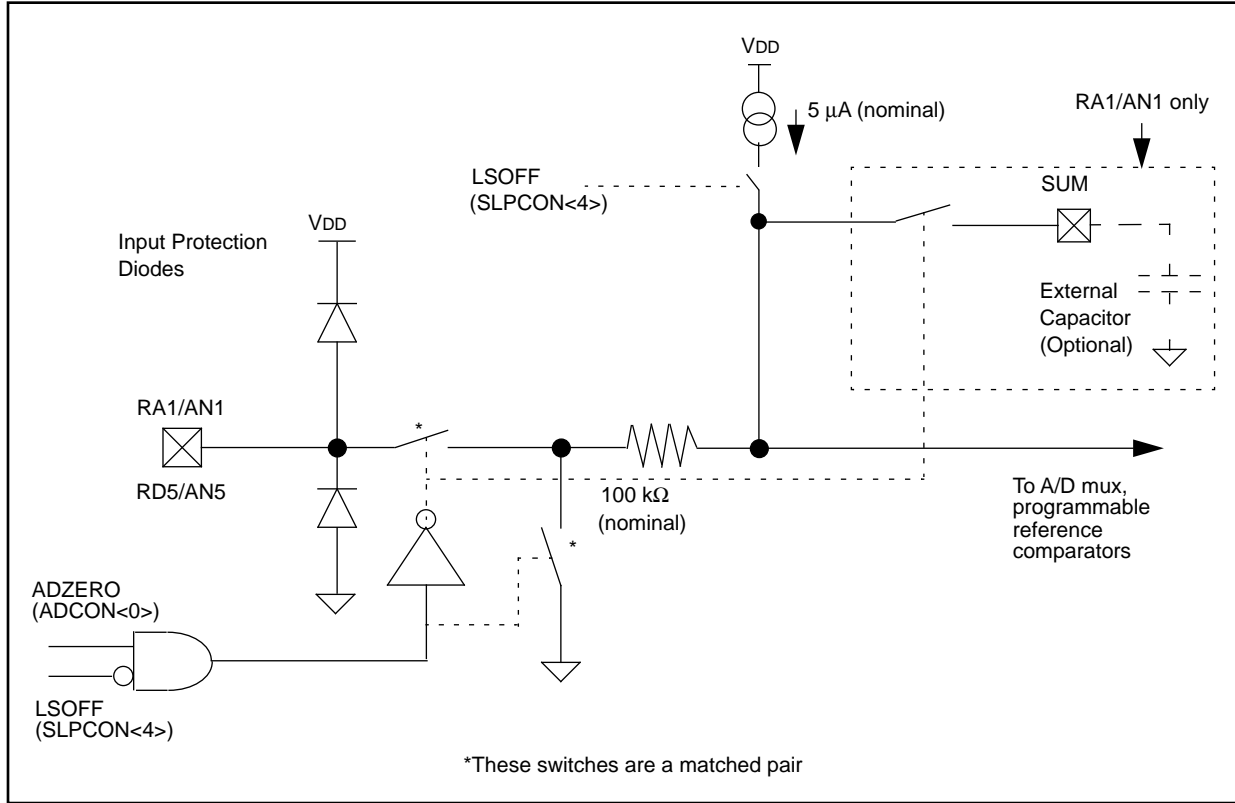 VDD
5 µA (nominal)
RA1/AN1 only
LSOFF
(SLPCON<4>)
SUM
VDD
Input Protection
Diodes
External
Capacitor
(Optional)
RA1/AN1
*
RD5/AN5
100 kΩ
(nominal)
*
To A/D mux,
programmable
reference
comparators
ADZERO
(ADCON<0>)
LSOFF
(SLPCON<4>)
*These switches are a matched pair